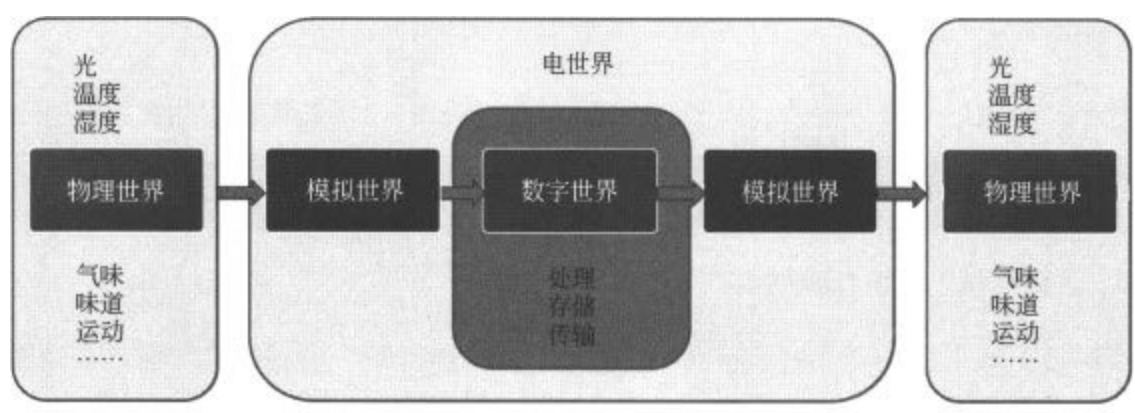 光
温度
湿度
物理世界
气味
味道
运动
……
电世界
模拟世界
数字世界
处理
存储
传输
模拟世界
光
温度
湿度
物理世界
气味
味道
运动
……